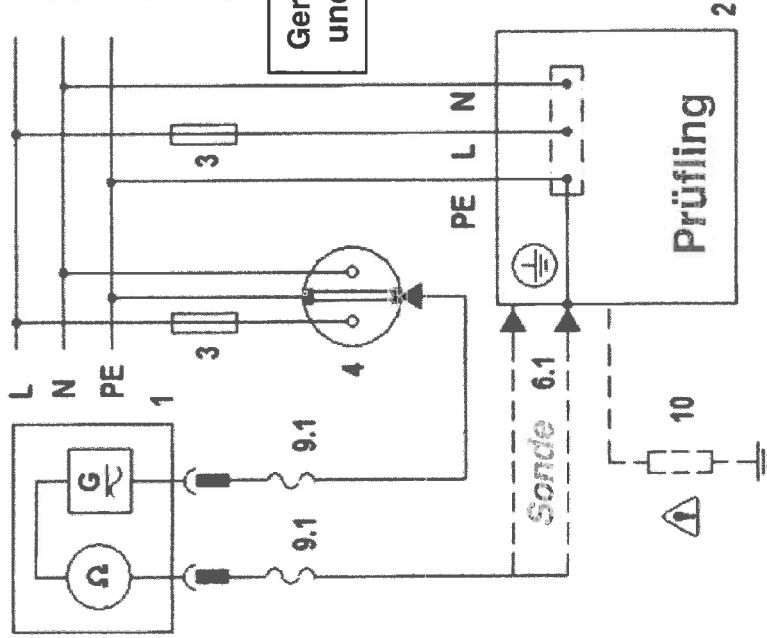 L
N
Ω G
PE
1
3 3
9.1 9.1
Ger
und
4
PE L N
Sonde 6.1
10
Prüfling
2